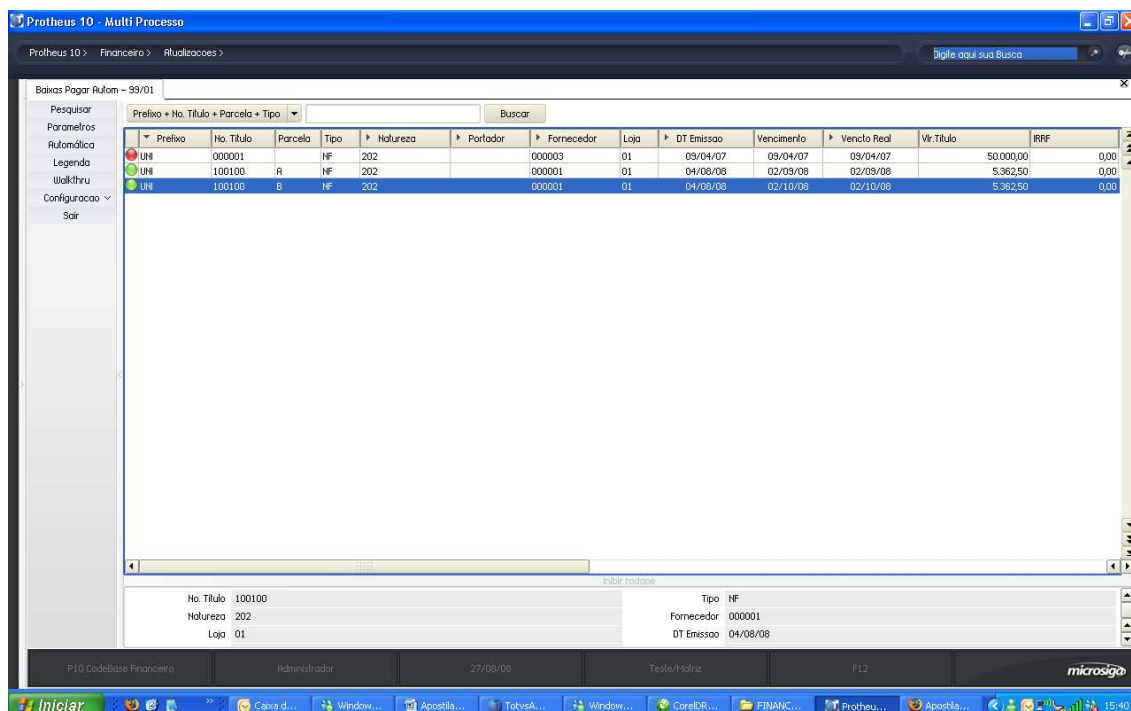 Protheus 10 - Multi Processo
Protheus 10 > Financeiro > Atualizacoes >
Digite aqui sua Busca
Baixas Pagar Autom - 99/01
Pesquisar
Parametros
Automática
Legenda
Walkthru
Configuracao
Sair
Prefixo + No. Titulo + Parcela + Tipo
Buscar
Prefixo No. Titulo Parcela Tipo Natureza Portador Fornecedor Loja DT Emissao Vencimento Vencto Real Vlr.Titulo IRRF
UNI 000001 NF 202 000003 01 09/04/07 09/04/07 09/04/07 50.000,00 0,00
UNI 100100 A NF 202 000001 01 04/08/08 02/09/08 02/09/08 5.362,50 0,00
UNI 100100 B NF 202 000001 01 04/08/08 02/10/08 02/10/08 5.362,50 0,00
Inibir rodape
No. Titulo 100100 Tipo NF
Natureza 202 Fornecedor 000001
Loja 01 DT Emissao 04/08/08
P10 CodeBase Financeiro Administrador 27/08/08 Teste/Matriz F12 microsiga
Iniciar Caixa d... Window... Apostila... TotvsA... Window... CorelDR... FINANC... Protheu... Apostila... 15:40